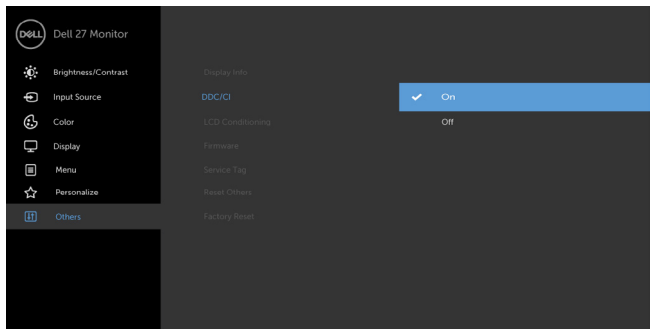 DELL Dell 27 Monitor
Brightness/Contrast
Input Source
Color
Display
Menu
Personalize
Others
Display Info
DDC/CI
LCD Conditioning
Firmware
Service Tag
Reset Others
Factory Reset
On
Off